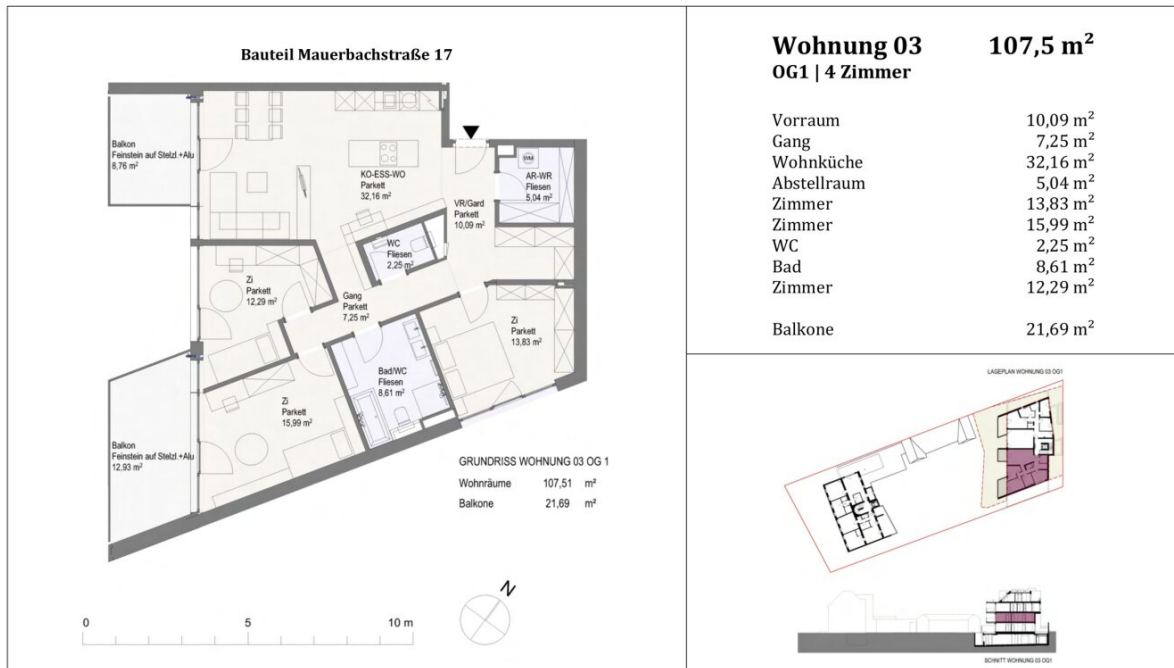 Bauteil Mauerbachstraße 17
Balkon
Feinstein auf Stelzl.+Alu
8,76 m²
KO-ESS-WO
Parkett
32,16 m²
WM
AR-WR
Fliesen
5,04 m²
VR/Gard
Parkett
10,09 m²
WC
Fliesen
2,25 m²
Zi
Parkett
12,29 m²
Gang
Parkett
7,25 m²
Zi
Parkett
13,83 m²
Bad/WC
Fliesen
8,61 m²
Zi
Parkett
15,99 m²
Balkon
Feinstein auf Stelzl.+Alu
12,93 m²
GRUNDRISS WOHNUNG 03 OG 1
Wohnräume 107,51 m²
Balkone 21,69 m²
N
0 5 10 m
Wohnung 03 107,5 m²
OG1 | 4 Zimmer
Vorraum 10,09 m²
Gang 7,25 m²
Wohnküche 32,16 m²
Abstellraum 5,04 m²
Zimmer 13,83 m²
Zimmer 15,99 m²
WC 2,25 m²
Bad 8,61 m²
Zimmer 12,29 m²
Balkone 21,69 m²
LAGEPLAN WOHNUNG 03 OG1
SCHNITT WOHNUNG 03 OG1